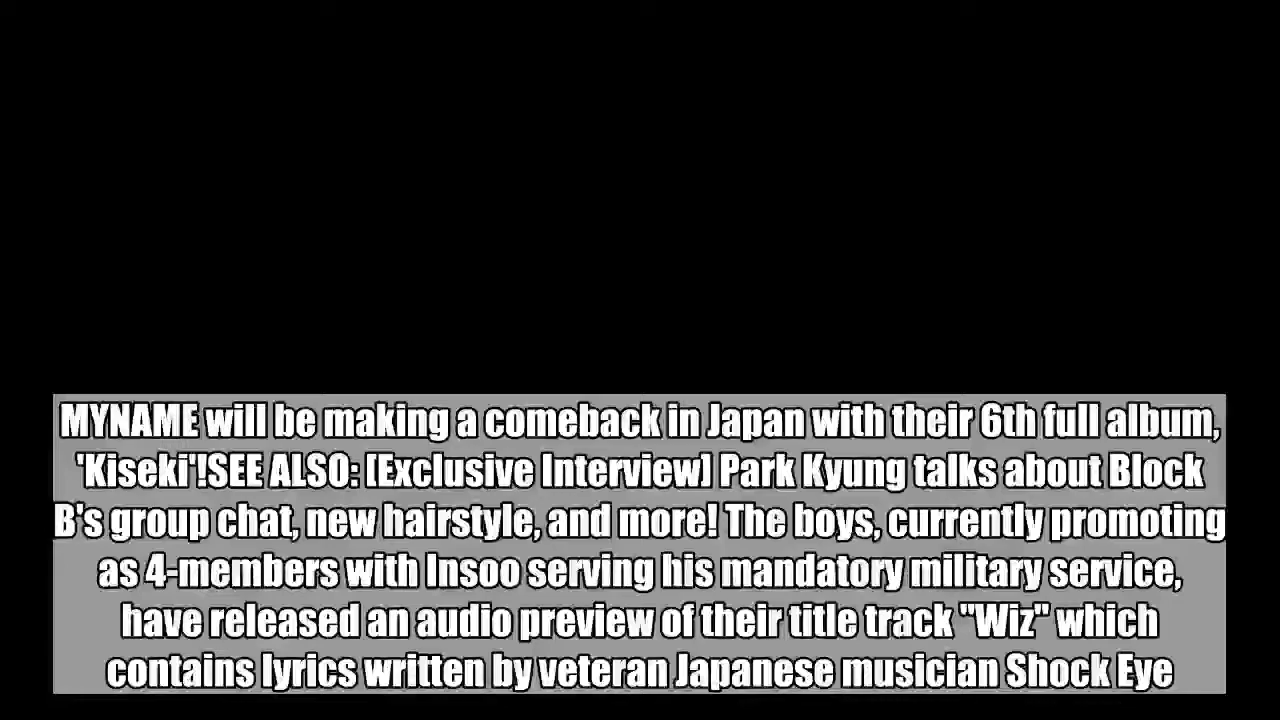 MYNAME will be making a comeback in Japan with their 6th full album,
'Kiseki'!SEE ALSO: [Exclusive Interview] Park Kyung talks about Block
B's group chat, new hairstyle, and more! The boys, currently promoting
as 4-members with Insoo serving his mandatory military service,
have released an audio preview of their title track "Wiz" which
contains lyrics written by veteran Japanese musician Shock Eye